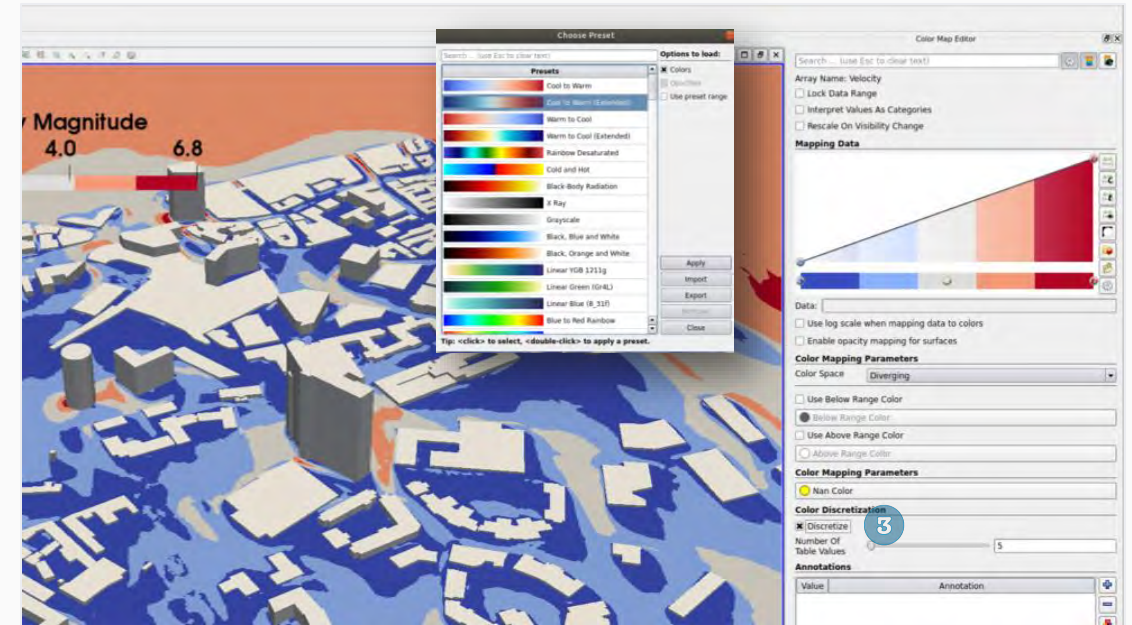 Choose Preset
Search ... (use Esc to clear text)
Options to load:
Presets
Colors
Opacities
Use preset range
Cool to Warm
Cool to Warm (Extended)
Warm to Cool
Warm to Cool (Extended)
Rainbow Desaturated
Cold and Hot
Black-Body Radiation
X Ray
Grayscale
Black, Blue and White
Black, Orange and White
Linear YGB 1211g
Linear Green (Gr4L)
Linear Blue (8_31f)
Blue to Red Rainbow
Apply
Import
Export
Close
Tip: <click> to select, <double-click> to apply a preset.
Magnitude
4.0
6.8
Color Map Editor
Search ... (use Esc to clear text)
Array Name: Velocity
Lock Data Range
Interpret Values As Categories
Rescale On Visibility Change
Mapping Data
Data:
Use log scale when mapping data to colors
Enable opacity mapping for surfaces
Color Mapping Parameters
Color Space
Diverging
Use Below Range Color
Below Range Color
Use Above Range Color
Above Range Color
Color Mapping Parameters
Nan Color
Color Discretization
Discretize
3
Number Of
Table Values
5
Annotations
Value
Annotation